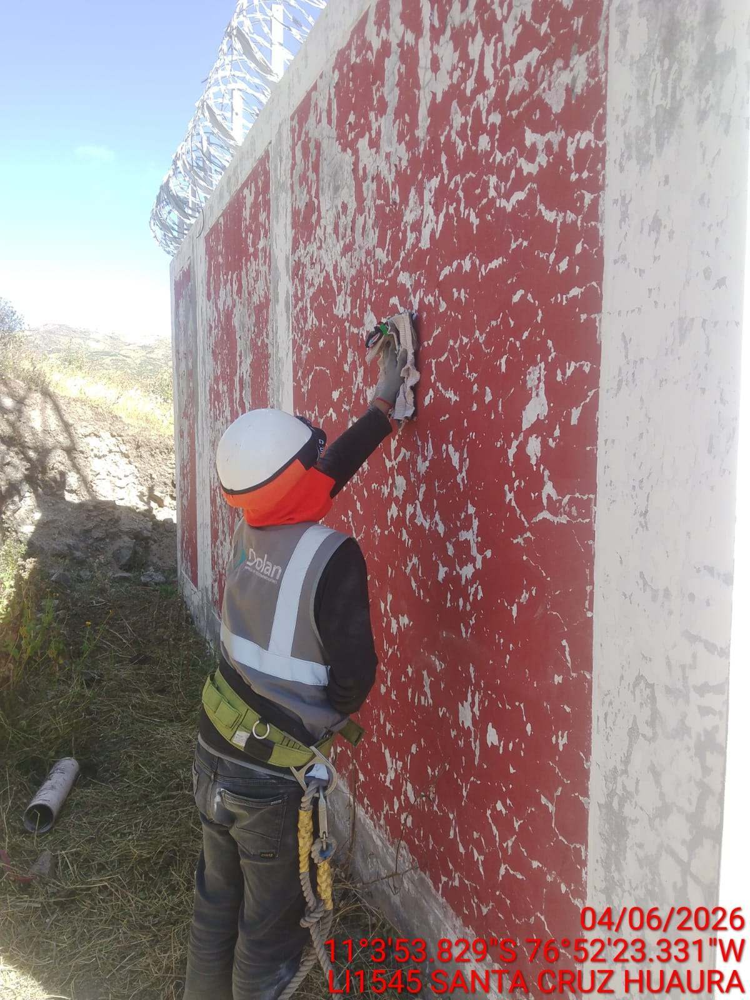 Dolan
04/06/2026
11°3'53.829"S 76°52'23.331"W
LI1545 SANTA CRUZ HUAURA